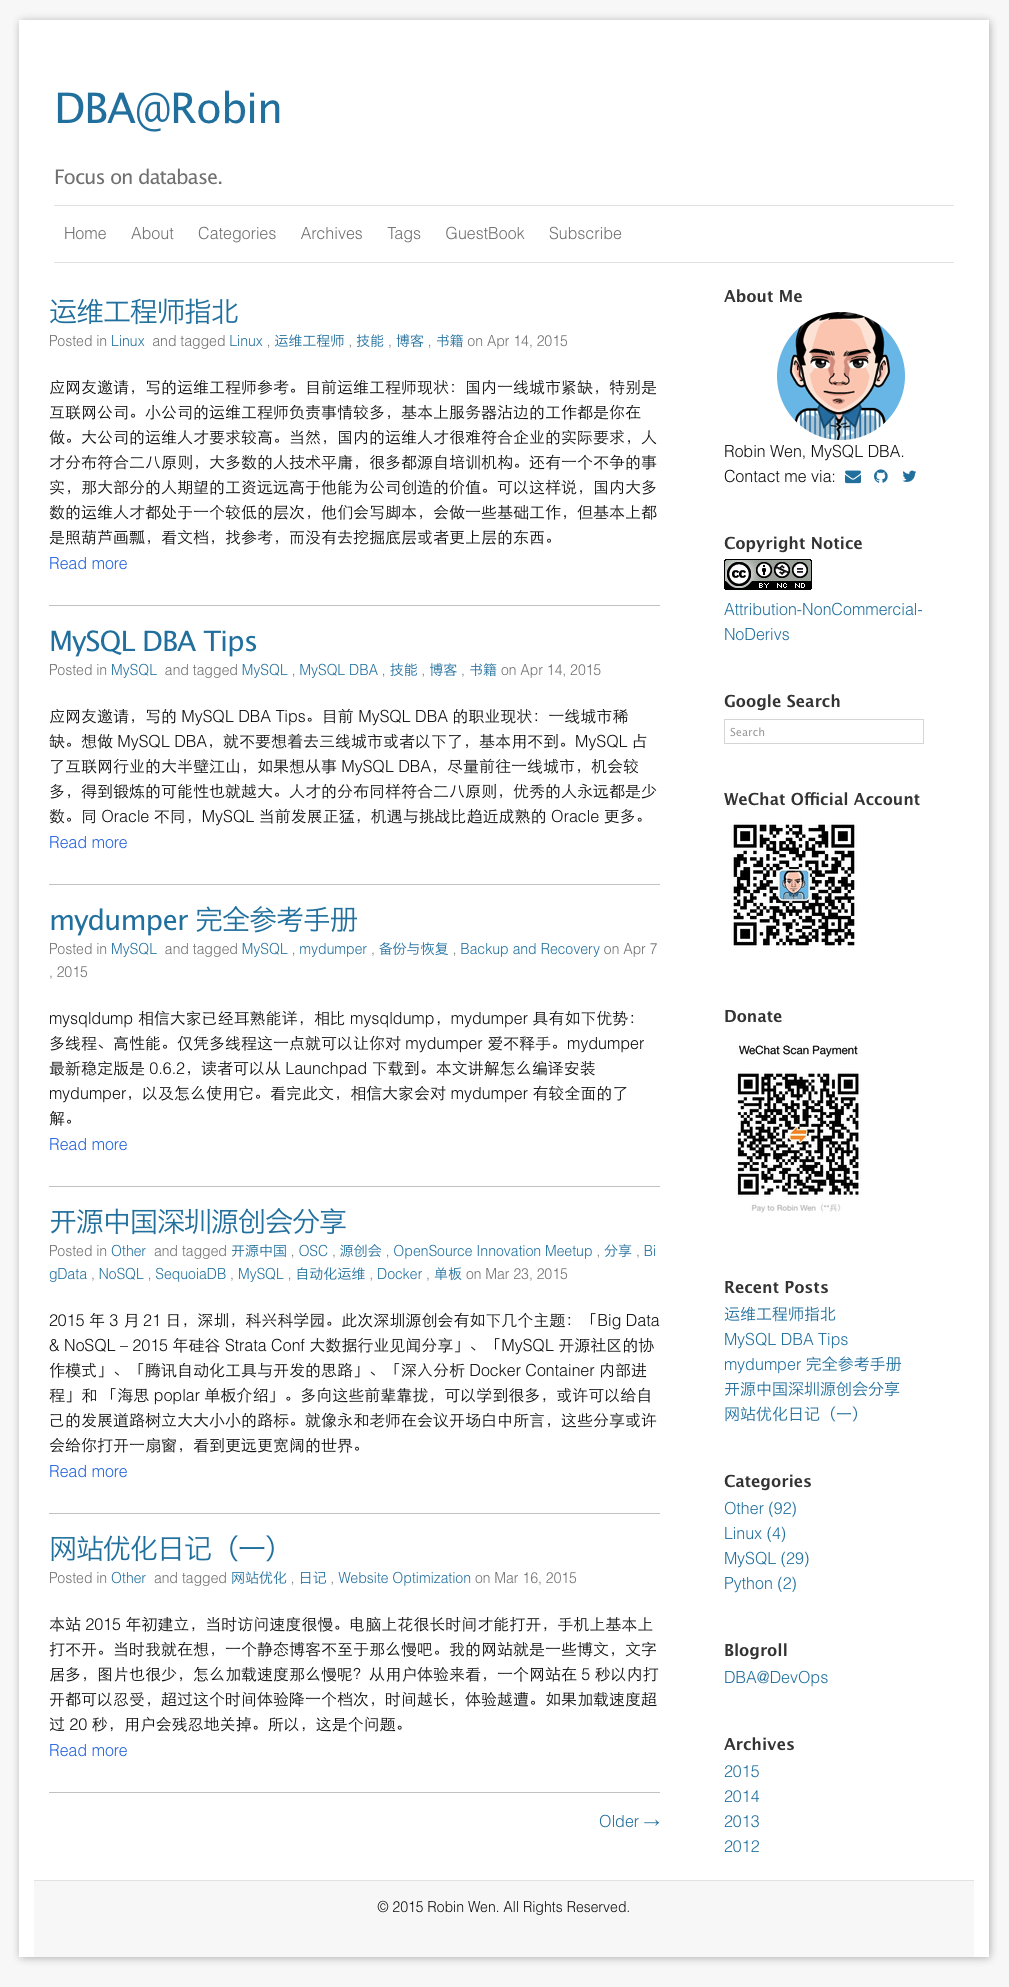 DBA@Robin
Focus on database.
Home About Categories Archives Tags GuestBook Subscribe
运维工程师指北
Posted in Linux and tagged Linux , 运维工程师 , 技能 , 博客 , 书籍 on Apr 14, 2015
应网友邀请，写的运维工程师参考。目前运维工程师现状：国内一线城市紧缺，特别是
互联网公司。小公司的运维工程师负责事情较多，基本上服务器沾边的工作都是你在
做。大公司的运维人才要求较高。当然，国内的运维人才很难符合企业的实际要求，人
才分布符合二八原则，大多数的人技术平庸，很多都源自培训机构。还有一个不争的事
实，那大部分的人期望的工资远远高于他能为公司创造的价值。可以这样说，国内大多
数的运维人才都处于一个较低的层次，他们会写脚本，会做一些基础工作，但基本上都
是照葫芦画瓢，看文档，找参考，而没有去挖掘底层或者更上层的东西。
Read more
MySQL DBA Tips
Posted in MySQL and tagged MySQL , MySQL DBA , 技能 , 博客 , 书籍 on Apr 14, 2015
应网友邀请，写的 MySQL DBA Tips。目前 MySQL DBA 的职业现状：一线城市稀
缺。想做 MySQL DBA，就不要想着去三线城市或者以下了，基本用不到。MySQL 占
了互联网行业的大半壁江山，如果想从事 MySQL DBA，尽量前往一线城市，机会较
多，得到锻炼的可能性也就越大。人才的分布同样符合二八原则，优秀的人永远都是少
数。同 Oracle 不同，MySQL 当前发展正猛，机遇与挑战比趋近成熟的 Oracle 更多。
Read more
mydumper 完全参考手册
Posted in MySQL and tagged MySQL , mydumper , 备份与恢复 , Backup and Recovery on Apr 7
, 2015
mysqldump 相信大家已经耳熟能详，相比 mysqldump，mydumper 具有如下优势：
多线程、高性能。仅凭多线程这一点就可以让你对 mydumper 爱不释手。mydumper
最新稳定版是 0.6.2，读者可以从 Launchpad 下载到。本文讲解怎么编译安装
mydumper，以及怎么使用它。看完此文，相信大家会对 mydumper 有较全面的了
解。
Read more
开源中国深圳源创会分享
Posted in Other and tagged 开源中国 , OSC , 源创会 , OpenSource Innovation Meetup , 分享 , Bi
gData , NoSQL , SequoiaDB , MySQL , 自动化运维 , Docker , 单板 on Mar 23, 2015
2015 年 3 月 21 日，深圳，科兴科学园。此次深圳源创会有如下几个主题：「Big Data
& NoSQL – 2015 年硅谷 Strata Conf 大数据行业见闻分享」、「MySQL 开源社区的协
作模式」、「腾讯自动化工具与开发的思路」、「深入分析 Docker Container 内部进
程」和 「海思 poplar 单板介绍」。多向这些前辈靠拢，可以学到很多，或许可以给自
己的发展道路树立大大小小的路标。就像永和老师在会议开场白中所言，这些分享或许
会给你打开一扇窗，看到更远更宽阔的世界。
Read more
网站优化日记（一）
Posted in Other and tagged 网站优化 , 日记 , Website Optimization on Mar 16, 2015
本站 2015 年初建立，当时访问速度很慢。电脑上花很长时间才能打开，手机上基本上
打不开。当时我就在想，一个静态博客不至于那么慢吧。我的网站就是一些博文，文字
居多，图片也很少，怎么加载速度那么慢呢？从用户体验来看，一个网站在 5 秒以内打
开都可以忍受，超过这个时间体验降一个档次，时间越长，体验越遭。如果加载速度超
过 20 秒，用户会残忍地关掉。所以，这是个问题。
Read more
Older →
About Me
Robin Wen, MySQL DBA.
Contact me via:
Copyright Notice
cc BY NC ND
Attribution-NonCommercial-
NoDerivs
Google Search
Search
WeChat Official Account
Donate
WeChat Scan Payment
Pay to Robin Wen (**兵)
Recent Posts
运维工程师指北
MySQL DBA Tips
mydumper 完全参考手册
开源中国深圳源创会分享
网站优化日记（一）
Categories
Other (92)
Linux (4)
MySQL (29)
Python (2)
Blogroll
DBA@DevOps
Archives
2015
2014
2013
2012
© 2015 Robin Wen. All Rights Reserved.